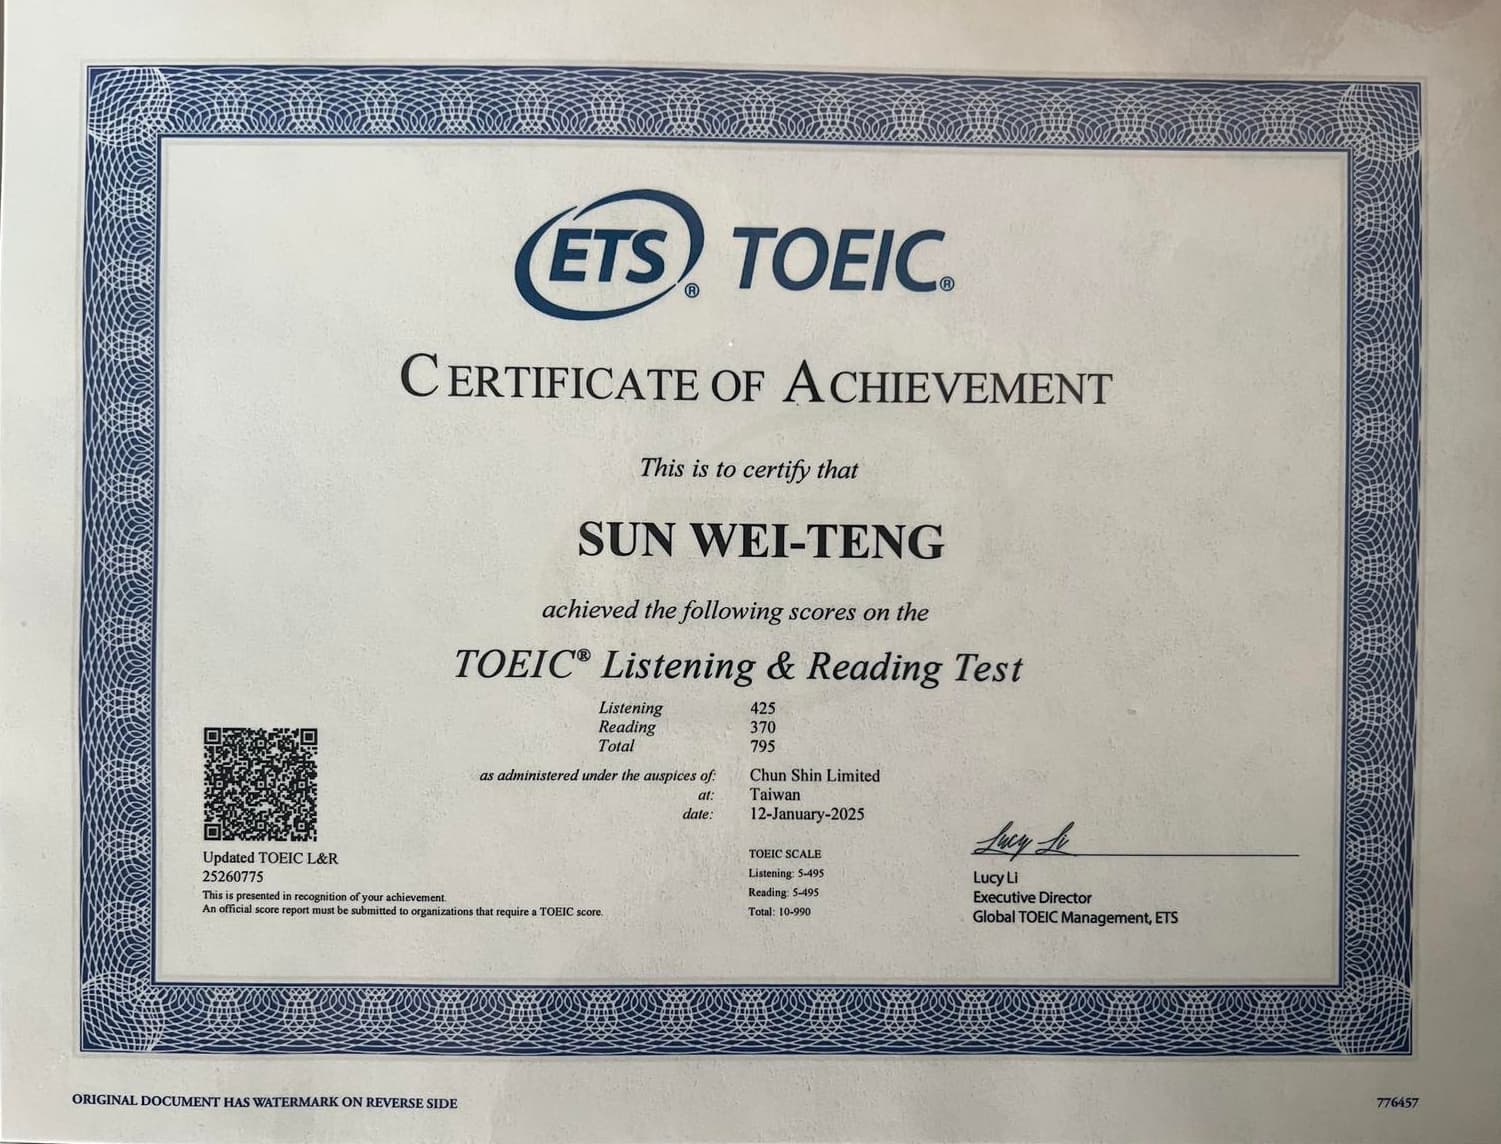 ETS® TOEIC®
CERTIFICATE OF ACHIEVEMENT
This is to certify that
SUN WEI-TENG
achieved the following scores on the
TOEIC® Listening & Reading Test
Listening 425
Reading 370
Total 795
as administered under the auspices of: Chun Shin Limited
at: Taiwan
date: 12-January-2025
Updated TOEIC L&R
25260775
This is presented in recognition of your achievement.
An official score report must be submitted to organizations that require a TOEIC score.
TOEIC SCALE
Listening: 5-495
Reading: 5-495
Total: 10-990
Lucy Li
Lucy Li
Executive Director
Global TOEIC Management, ETS
ORIGINAL DOCUMENT HAS WATERMARK ON REVERSE SIDE
776457